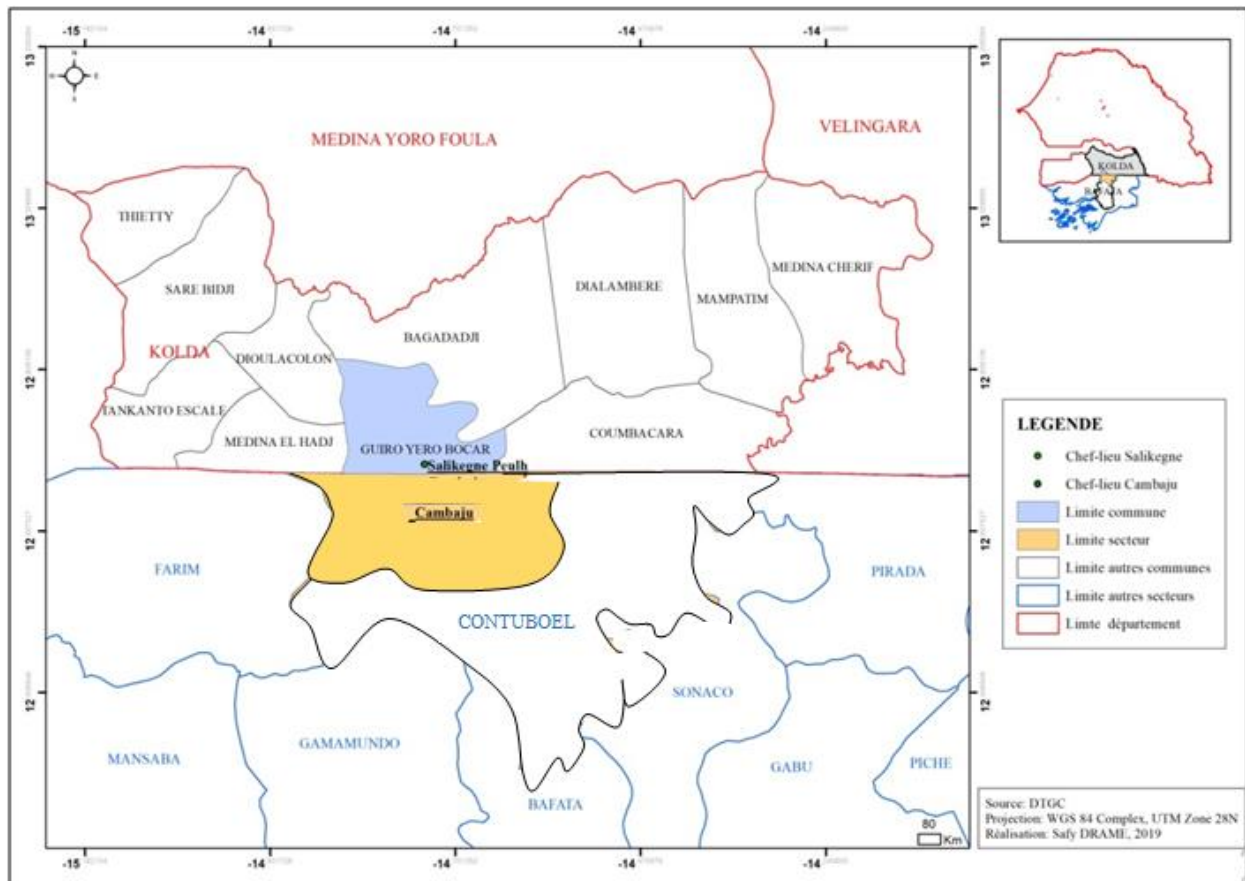 -15
-14
-14
-14
-14
N
13
13
MEDINA YORO FOULA
VELINGARA
KOLDA
BAFATA
THIETTY
13
13
SARE BIDJI
MEDINA CHERIF
DIALAMBERE
MAMPATIM
BAGADADJI
KOLDA
DIOULACOLON
12
12
TANKANTO ESCALE
MEDINA EL HADJ
GUIRO YERO BOCAR
COUMBACARA
Salikegne Peulh
Cambaju
12
12
FARIM
PIRADA
CONTUBOEL
SONACO
12
12
GAMAMUNDO
MANSABA
GABU
PICHE
BAFATA
80
Km
-15
-14
-14
-14
-14
LEGENDE
Chef-lieu Salikegne
Chef-lieu Cambaju
Limite commune
Limite secteur
Limite autres communes
Limite autres secteurs
Limte département
Source: DTGC
Projection: WGS 84 Complex, UTM Zone 28N
Réalisation: Safy DRAME, 2019